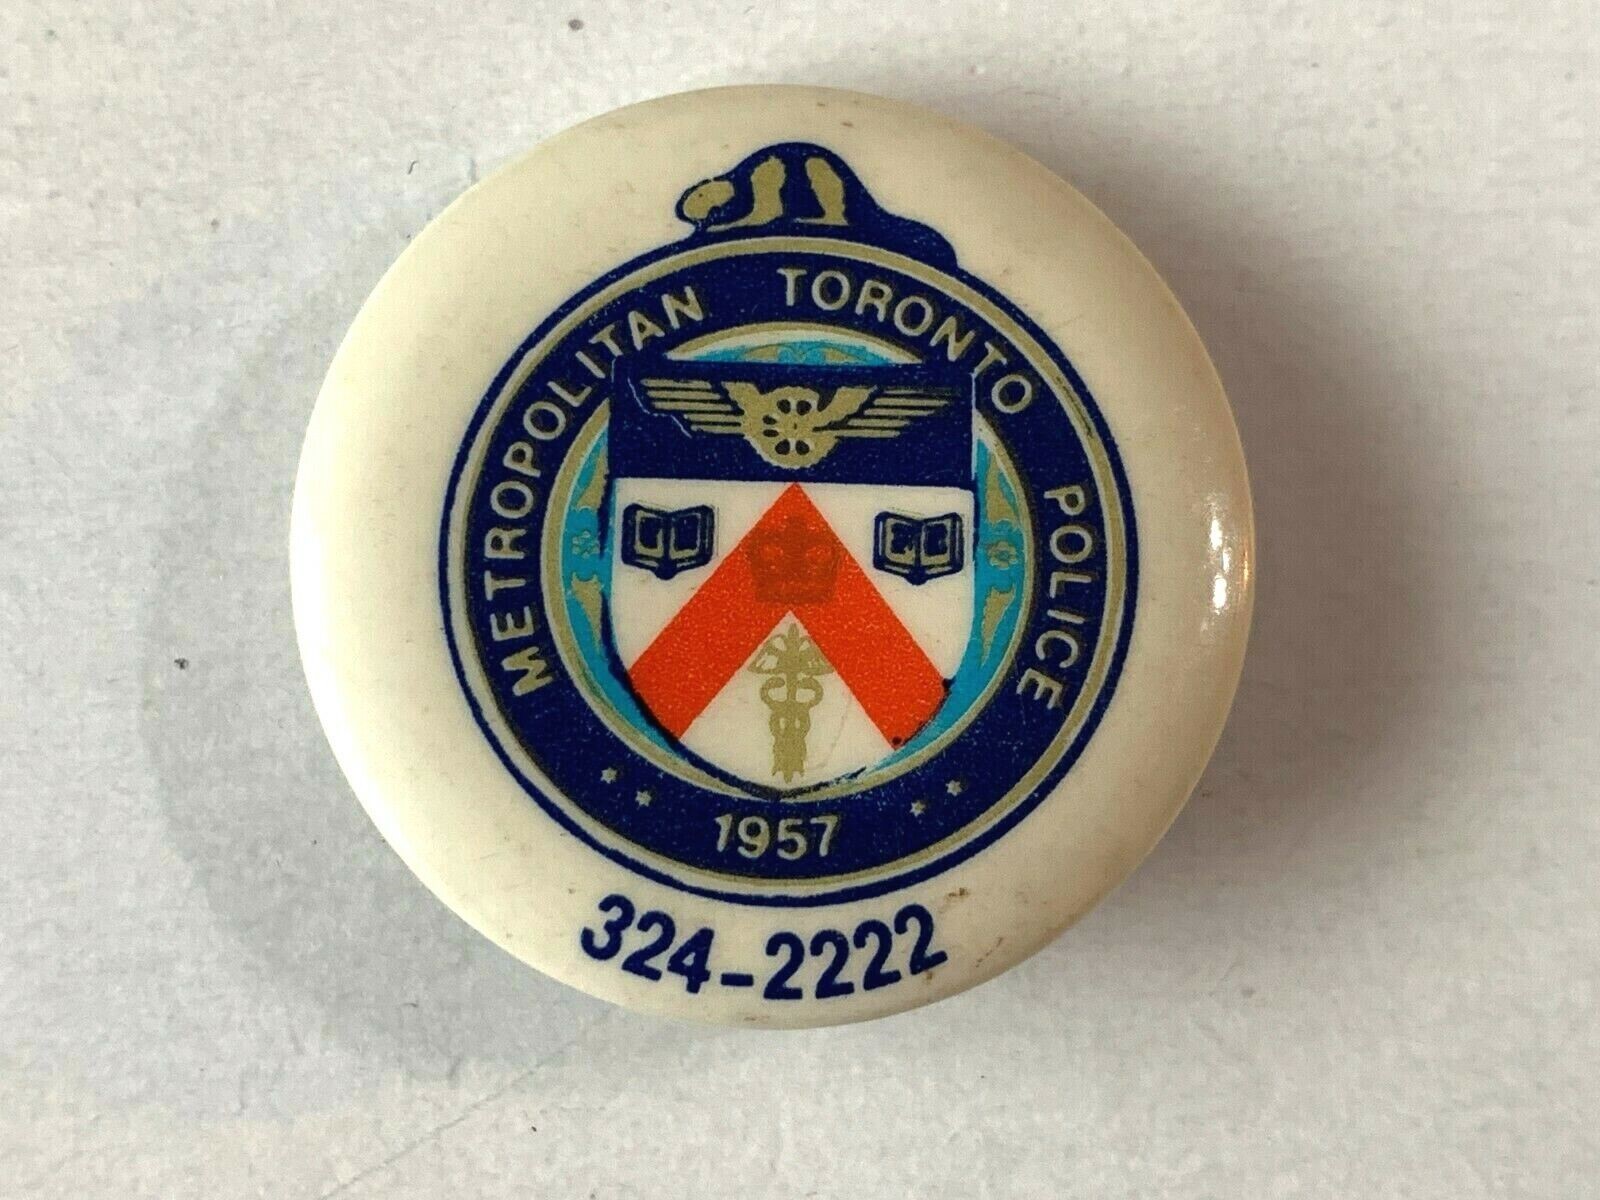 METROPOLITAN TORONTO POLICE
1957
324-2222